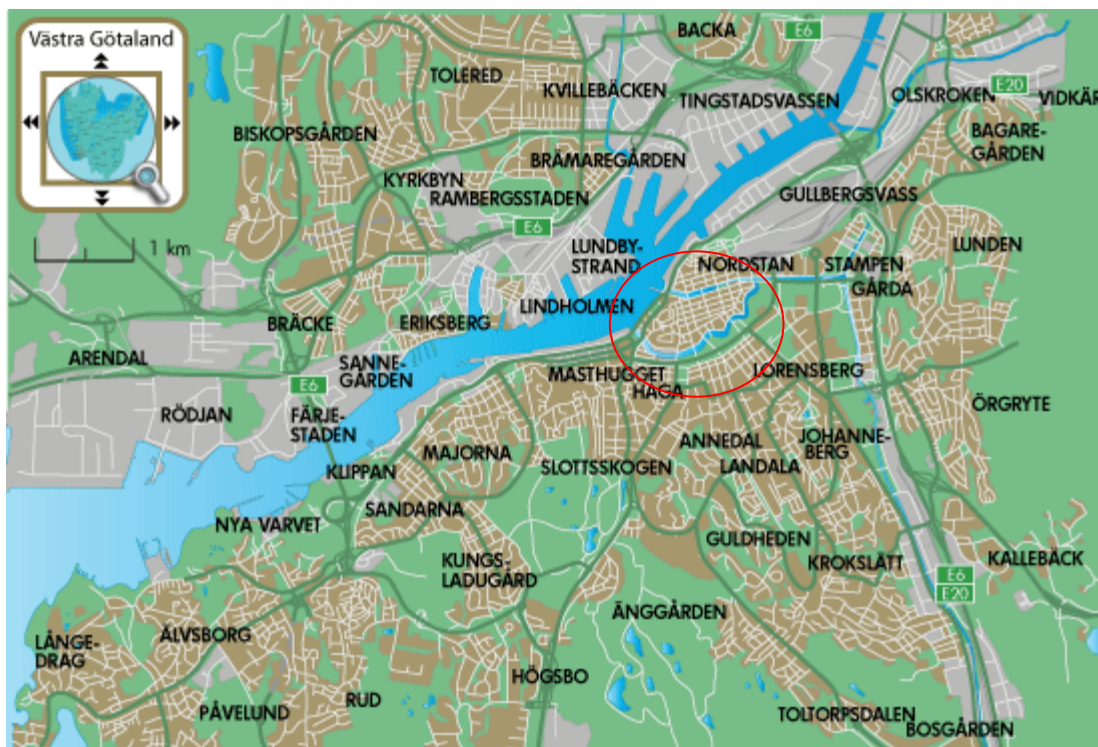 Västra Götaland
BACKA
E6
TOLERED
KVILLEBÄCKEN
TINGSTADSVASSEN
OLSKROKEN
E20
VIDKÄR
BISKOPSGÅRDEN
BAGARE-
GÅRDEN
BRÄMAREGÅRDEN
KYRKBYN
RAMBERGSSTADEN
GULLBERGSVASS
E6
1 km
LUNDBY-
STRAND
NORDSTAN
STAMPEN
LUNDEN
GÅRDA
LINDHOLMEN
BRÄCKE
ERIKSBERG
ARENDAL
SANNE-
GÅRDEN
MASTHUGGET
LORENSBERG
E6
HAGA
RÖDJAN
FÄRJE-
STADEN
ÖRGRYTE
MAJORNA
ANNEDAL
JOHANNE-
BERG
KLIPPAN
SLOTTSSKOGEN
LANDALA
SANDARNA
NYA VARVET
GULDHEDEN
KUNGS-
LADUGÅRD
KROKSLÄTT
KALLEBÄCK
E6
E20
ÄNGGÅRDEN
LÅNGE-
DRAG
ÄLVSBORG
HÖGSBO
RUD
PÅVELUND
TOLTORPSDALEN
BOSGÅRDEN